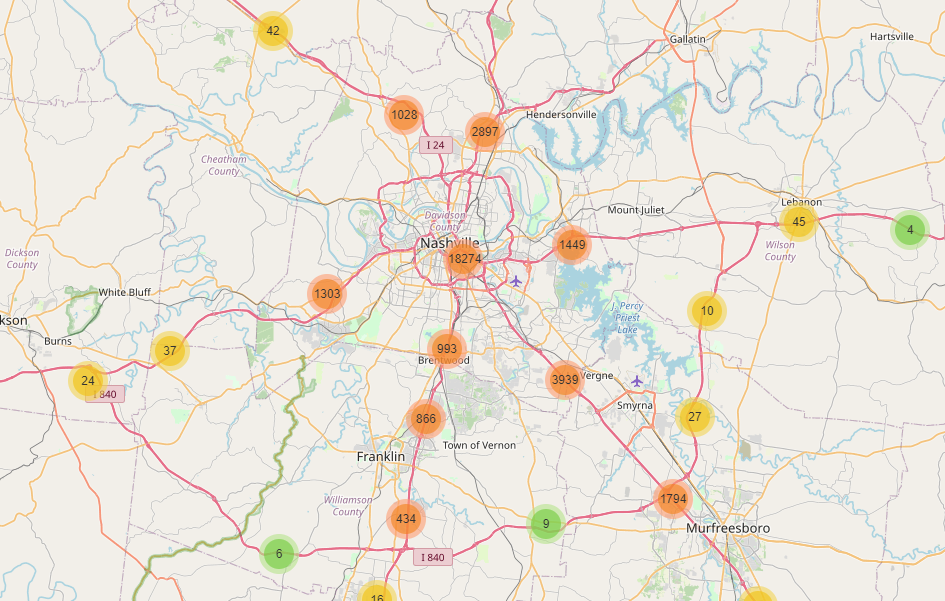 42
Gallatin
Hartsville
1028
Hendersonville
2897
I 24
Cheatham
County
Lebanon
Mount Juliet
Davidson
County
45
4
Nashville
1449
Wilson
County
Dickson
County
18274
White Bluff
1303
10
J. Percy
Priest
Lake
kson
Burns
37
993
Brentwood
24
I 840
3939
Vergne
Smyrna
27
866
Town of Vernon
Franklin
Williamson
County
1794
434
9
Murfreesboro
6
I 840
16